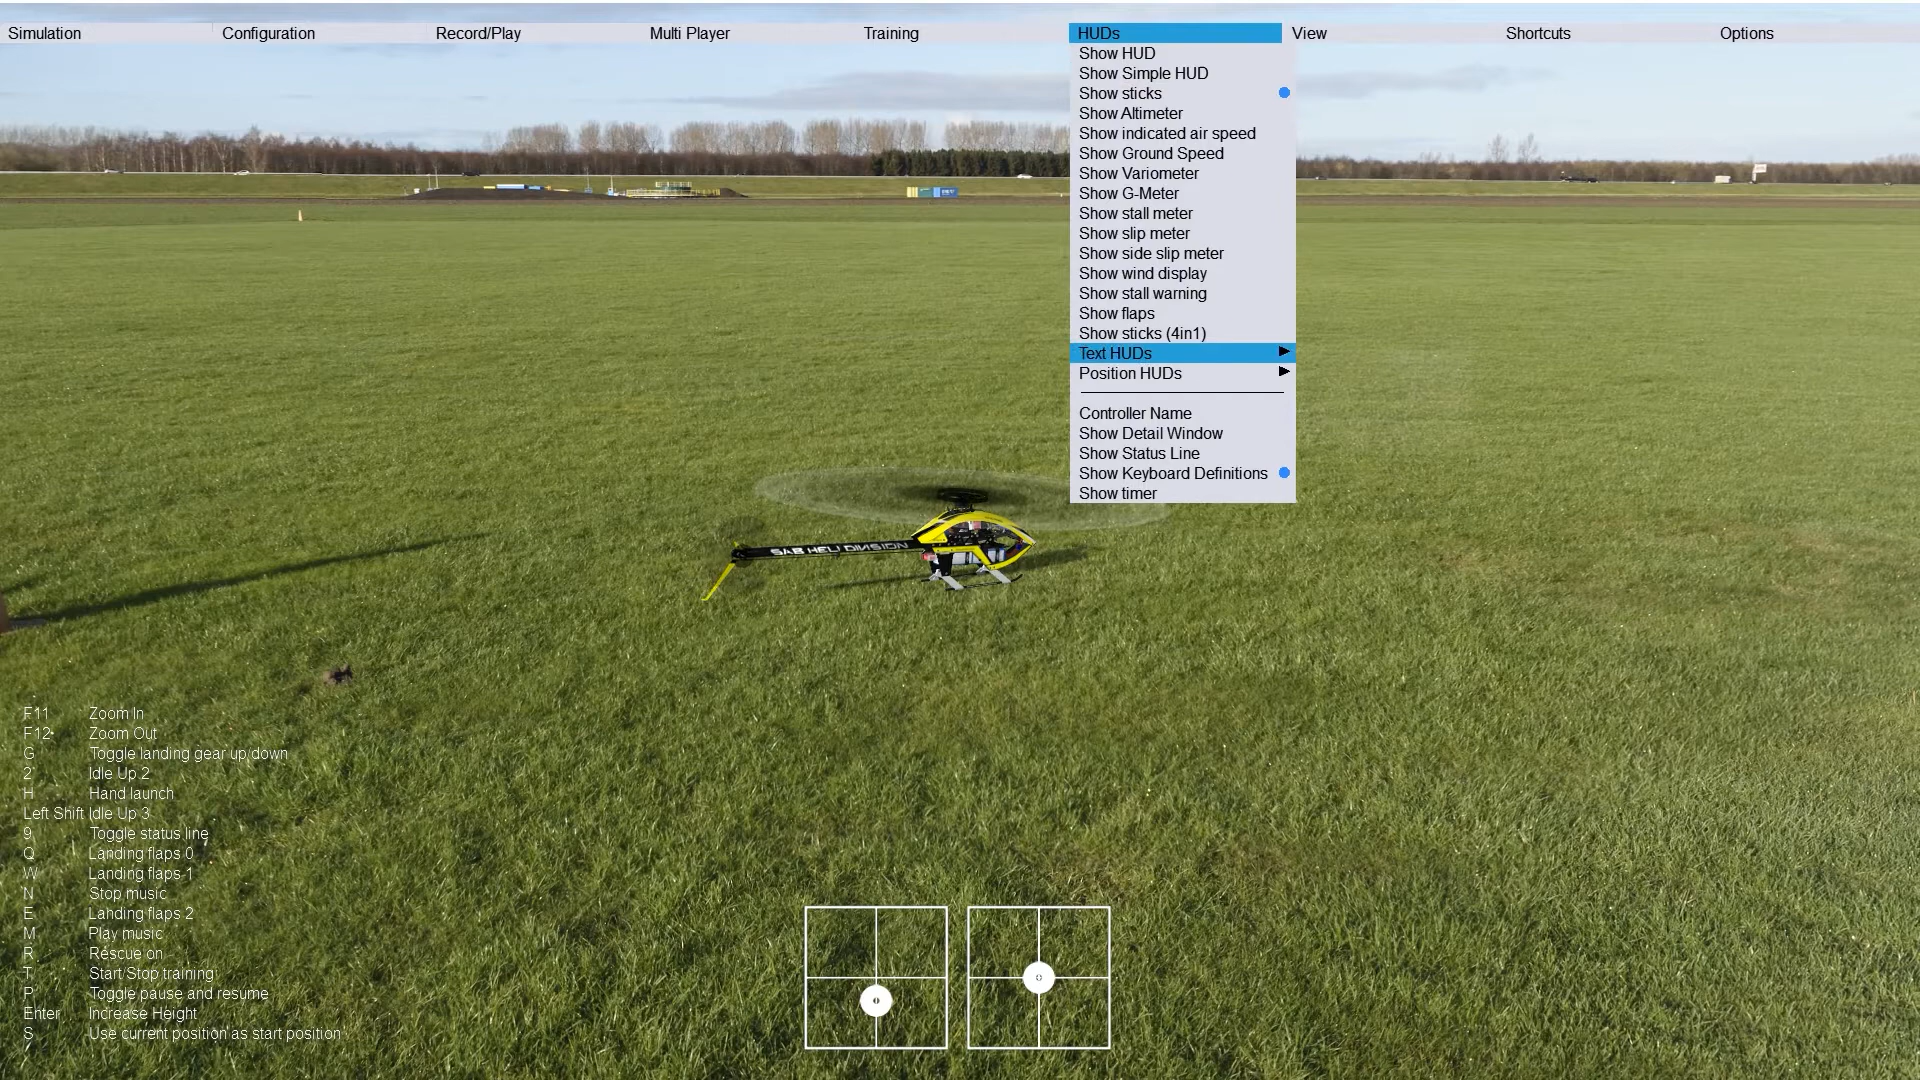 Simulation Configuration Record/Play Multi Player Training HUDs View Shortcuts Options
Show HUD
Show Simple HUD
Show sticks
Show Altimeter
Show indicated air speed
Show Ground Speed
Show Variometer
Show G-Meter
Show stall meter
Show slip meter
Show side slip meter
Show wind display
Show stall warning
Show flaps
Show sticks (4in1)
Text HUDs
Position HUDs
Controller Name
Show Detail Window
Show Status Line
Show Keyboard Definitions
Show timer
SAB HELI DIVISION
F11 Zoom In
F12 Zoom Out
G Toggle landing gear up/down
2 Idle Up 2
H Hand launch
Left Shift Idle Up 3
9 Toggle status line
Q Landing flaps 0
W Landing flaps 1
N Stop music
E Landing flaps 2
M Play music
R Rescue on
T Start/Stop training
P Toggle pause and resume
Enter Increase Height
S Use current position as start position